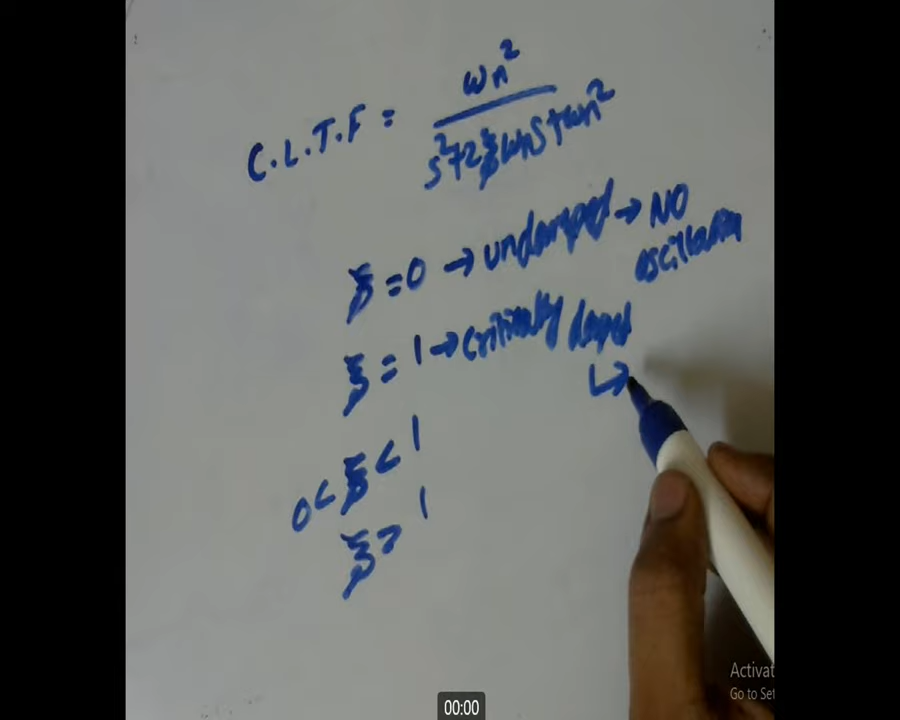 C.L.T.F = ωn² / s²+2ξωns+ωn²
ξ=0 → undamped → NO
oscillation
ξ=1 → critically damped
↳
0<ξ<1
ξ>1
Activat
Go to Set
00:00